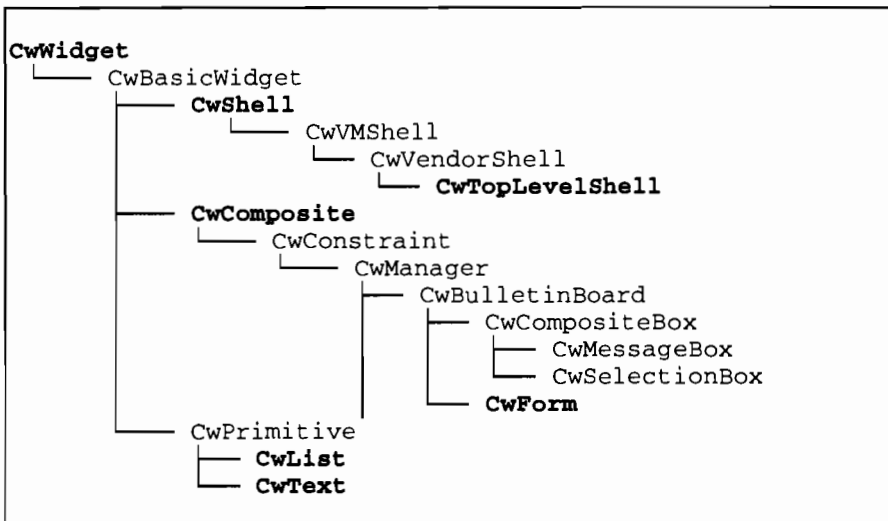 CwWidget
CwBasicWidget
CwShell
CwVMShell
CwVendorShell
CwTopLevelShell
CwComposite
CwConstraint
CwManager
CwBulletinBoard
CwCompositeBox
CwMessageBox
CwSelectionBox
CwForm
CwPrimitive
CwList
CwText